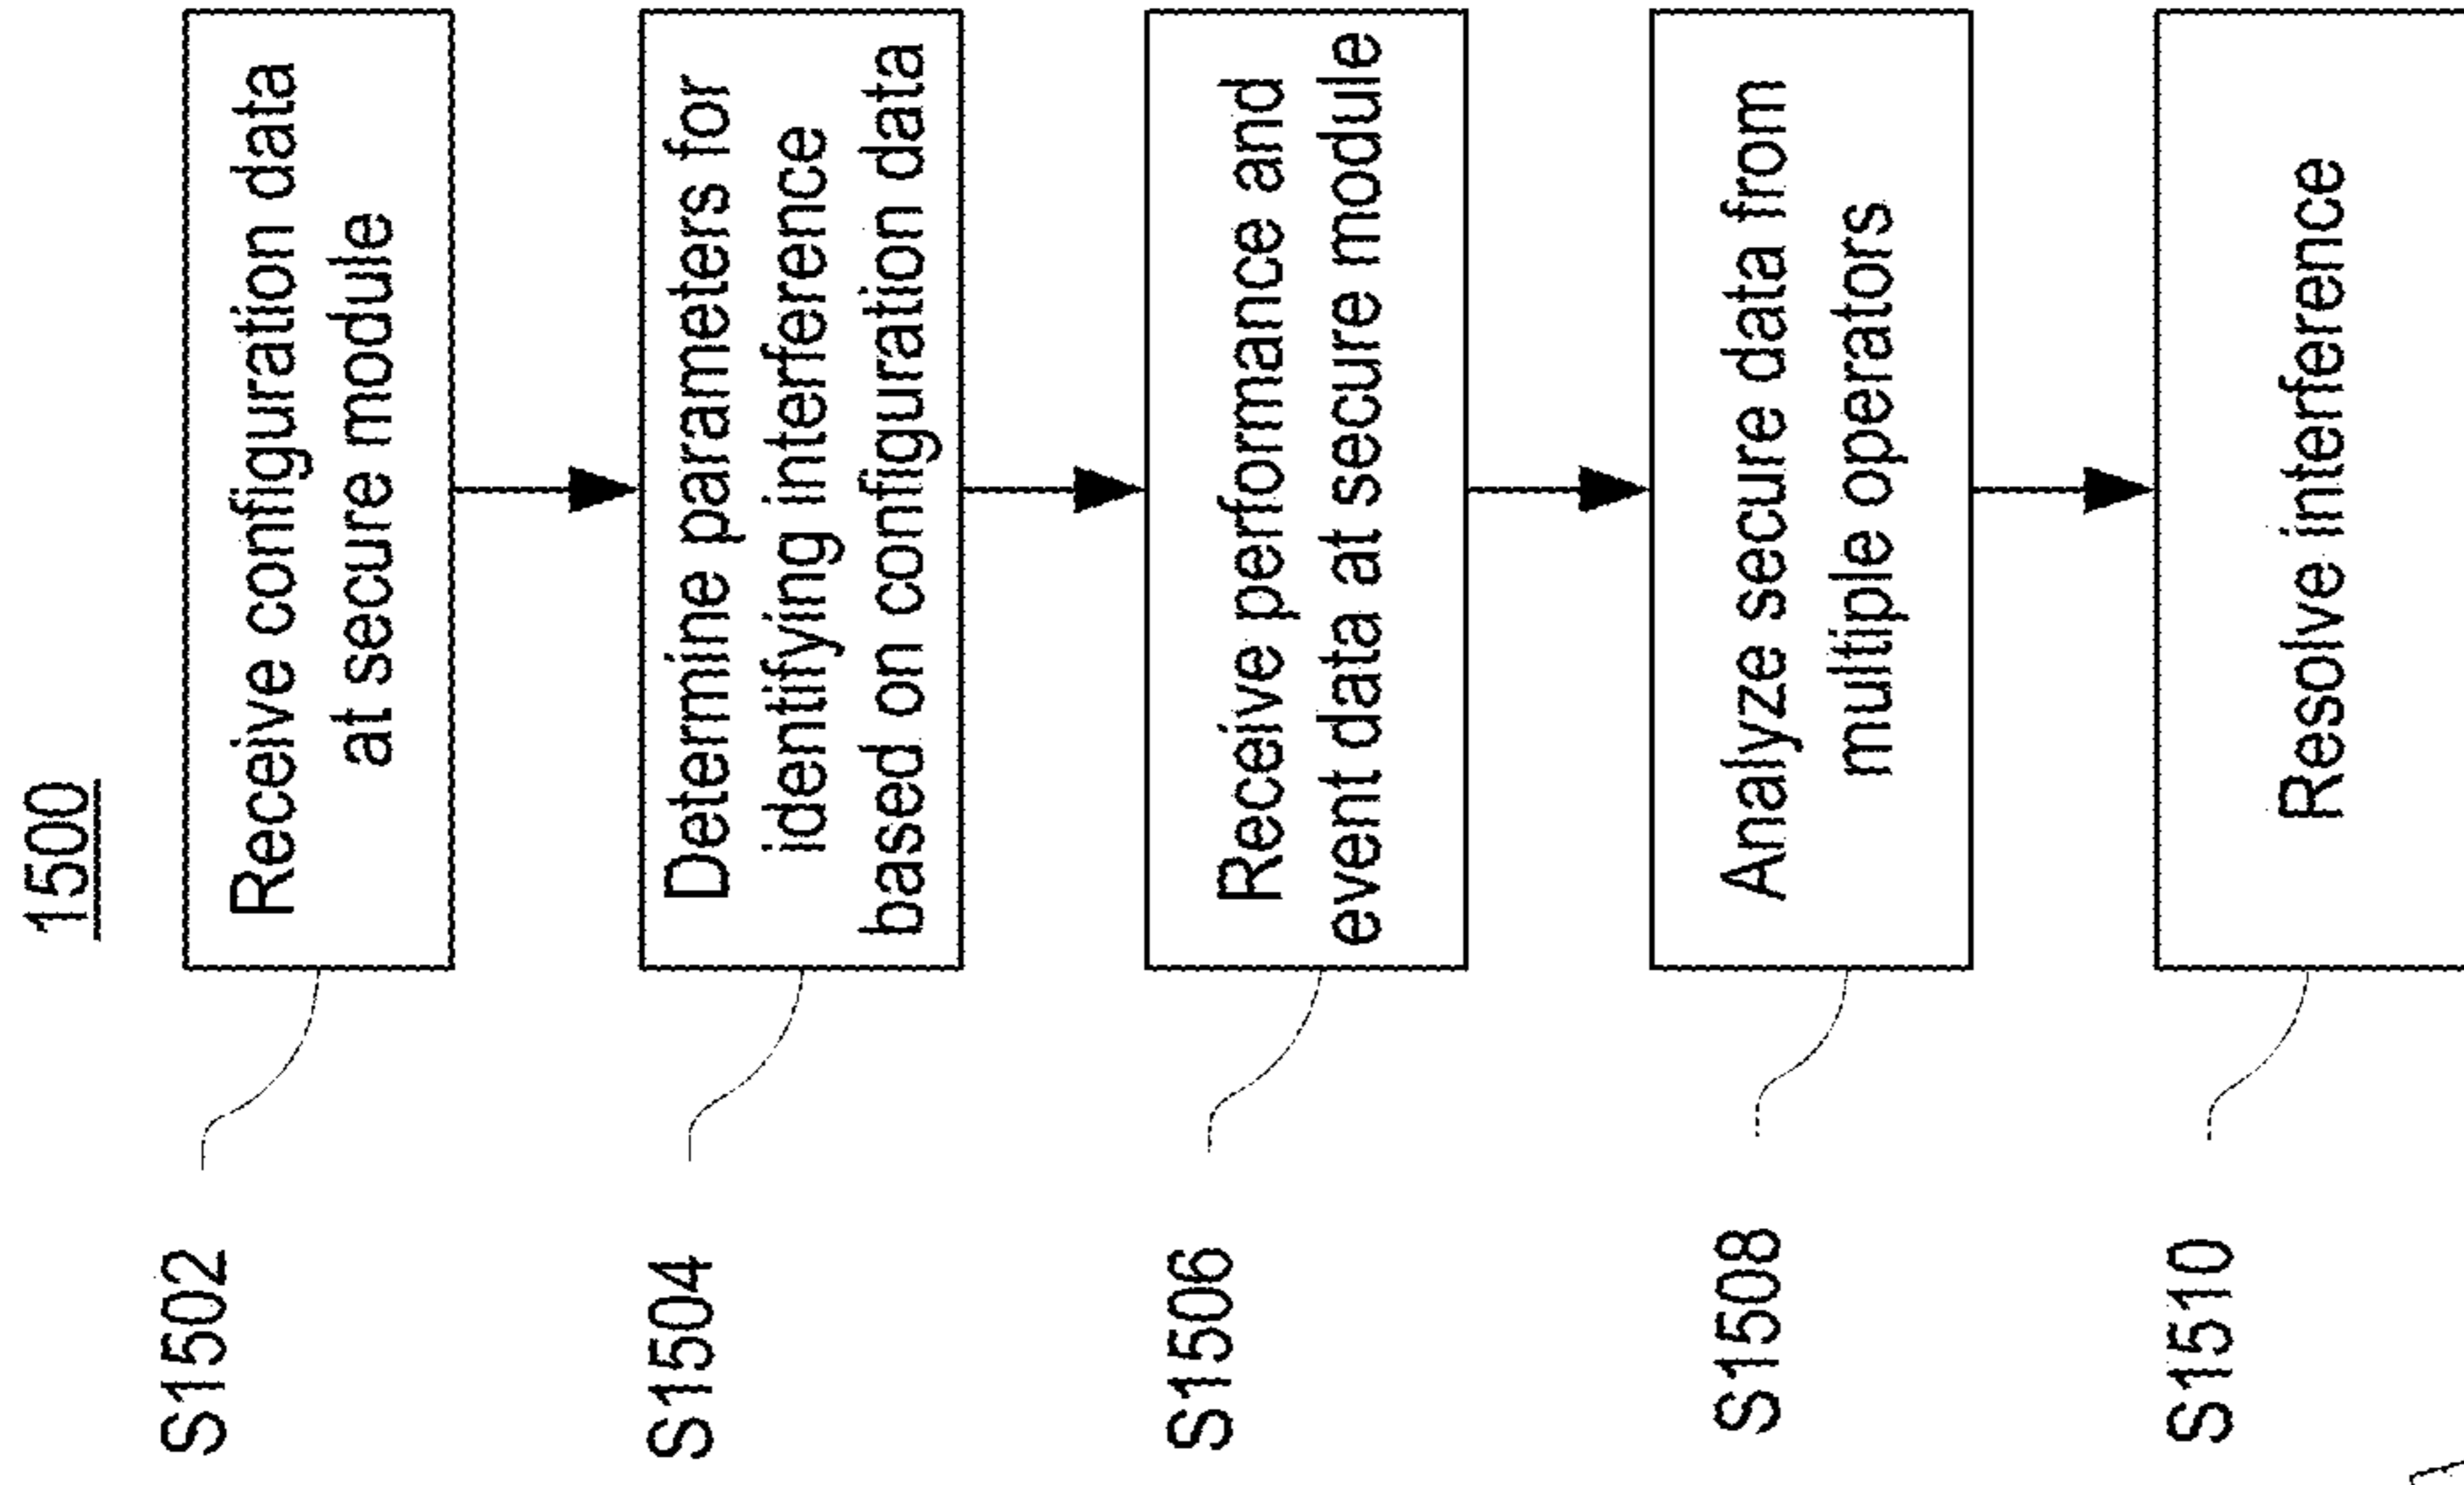 1500
S1502
Receive configuration data
at secure module
S1504
Determine parameters for
identifying interference
based on configuration data
S1506
Receive performance and
event data at secure module
S1508
Analyze secure data from
multiple operators
S1510
Resolve interference